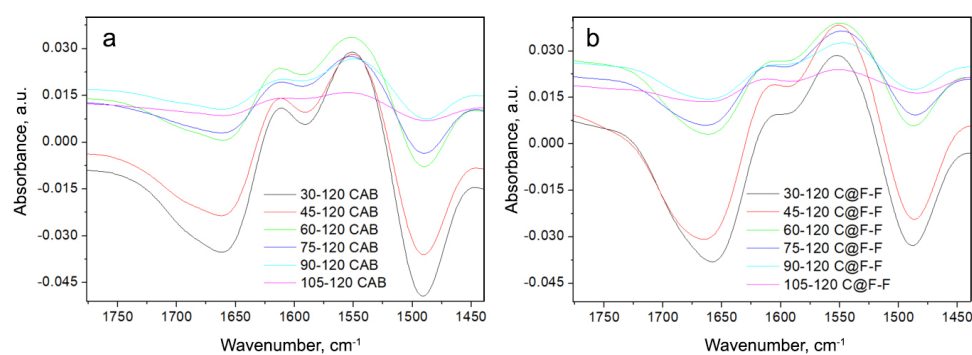 a
0.030
0.015
0.000
-0.015
-0.030
-0.045
Absorbance, a.u.
30-120 CAB
45-120 CAB
60-120 CAB
75-120 CAB
90-120 CAB
105-120 CAB
1750 1700 1650 1600 1550 1500 1450
Wavenumber, cm⁻¹
b
0.030
0.015
0.000
-0.015
-0.030
-0.045
Absorbance, a.u.
30-120 C@F-F
45-120 C@F-F
60-120 C@F-F
75-120 C@F-F
90-120 C@F-F
105-120 C@F-F
1750 1700 1650 1600 1550 1500 1450
Wavenumber, cm⁻¹